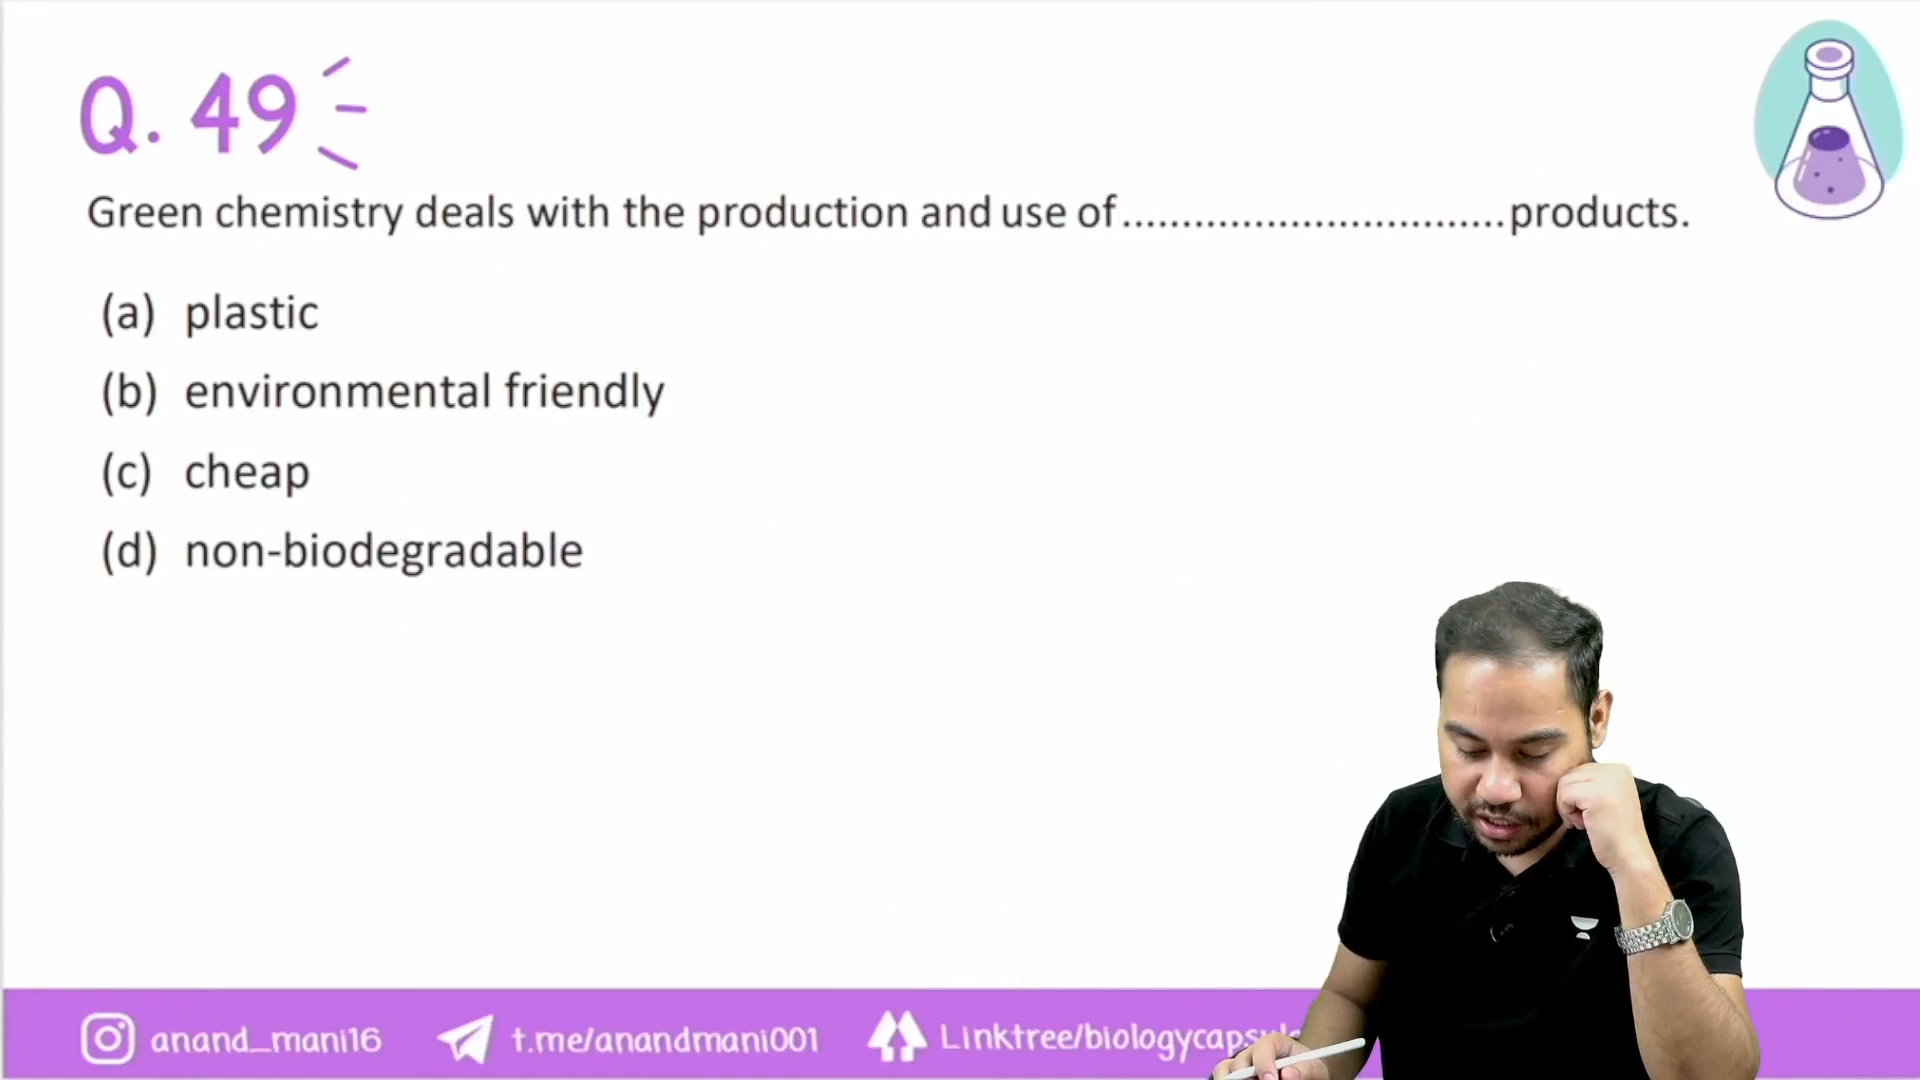 Q. 49
Green chemistry deals with the production and use of................................products.
(a) plastic
(b) environmental friendly
(c) cheap
(d) non-biodegradable
anand_mani16 t.me/anandmani001 Linktree/biologycapsule